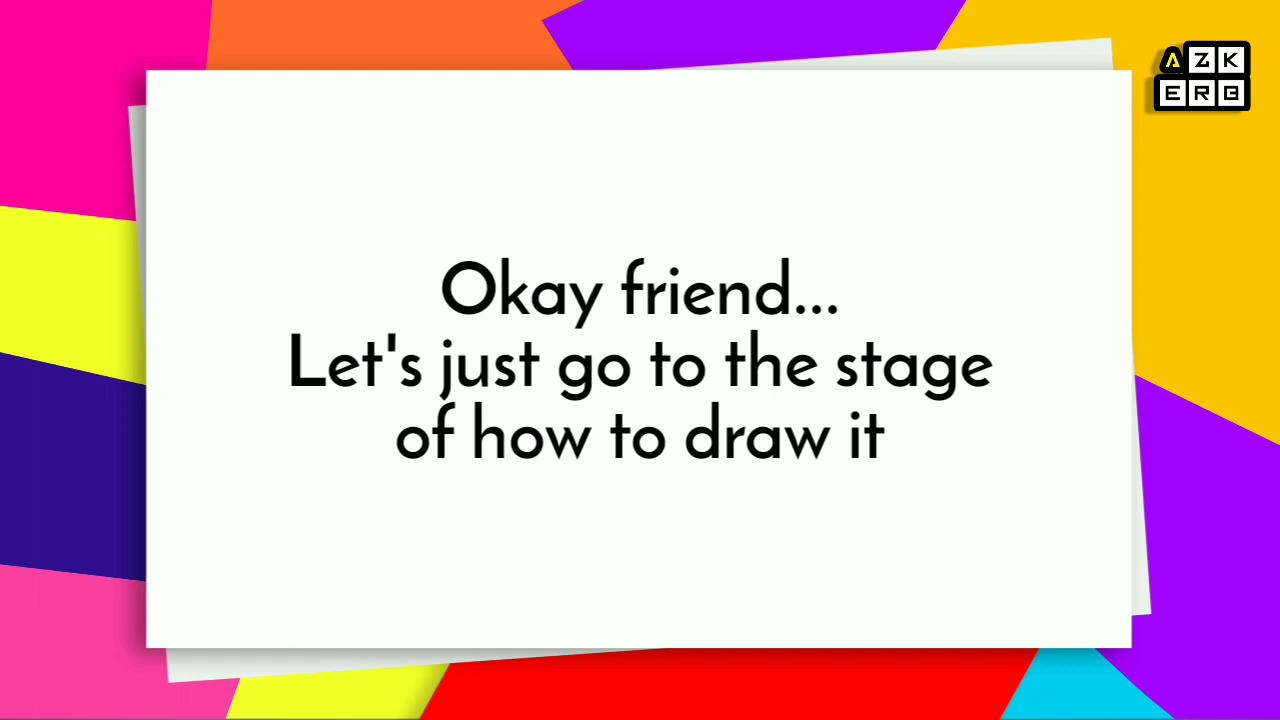 AZK
ERB
Okay friend...
Let's just go to the stage
of how to draw it